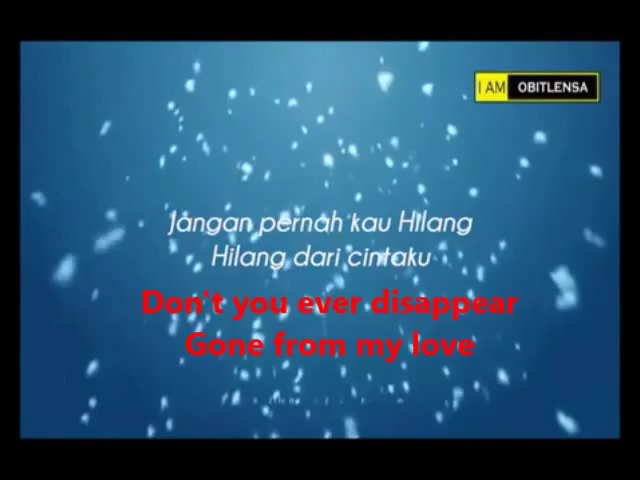 I AM OBITLENSA
Jangan pernah kau Hilang
Hilang dari cintaku
Don't you ever disappear
Gone from my love